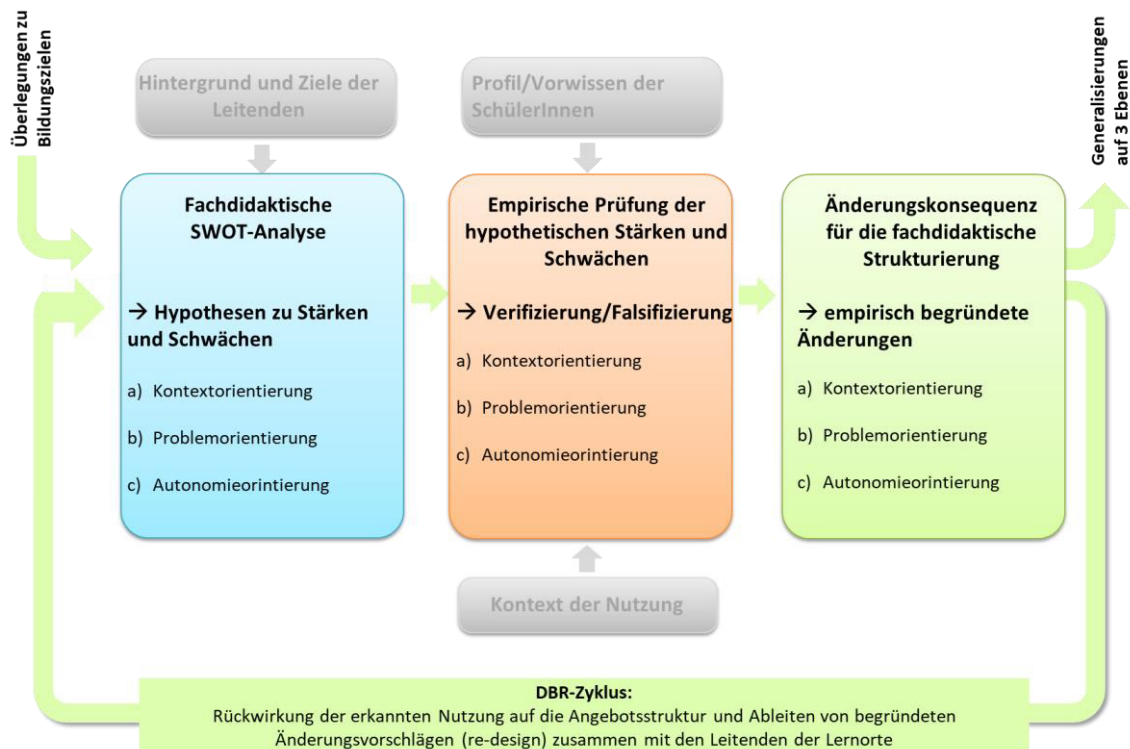 Überlegungen zu
Bildungszielen
Hintergrund und Ziele der
Leitenden
Profil/Vorwissen der
SchülerInnen
Generalisierungen
auf 3 Ebenen
Fachdidaktische
SWOT-Analyse
→ Hypothesen zu Stärken
und Schwächen
a) Kontextorientierung
b) Problemorientierung
c) Autonomieorintierung
Empirische Prüfung der
hypothetischen Stärken und
Schwächen
→ Verifizierung/Falsifizierung
a) Kontextorientierung
b) Problemorientierung
c) Autonomieorintierung
Änderungskonsequenz
für die fachdidaktische
Strukturierung
→ empirisch begründete
Änderungen
a) Kontextorientierung
b) Problemorientierung
c) Autonomieorintierung
Kontext der Nutzung
DBR-Zyklus:
Rückwirkung der erkannten Nutzung auf die Angebotsstruktur und Ableiten von begründeten
Änderungsvorschlägen (re-design) zusammen mit den Leitenden der Lernorte